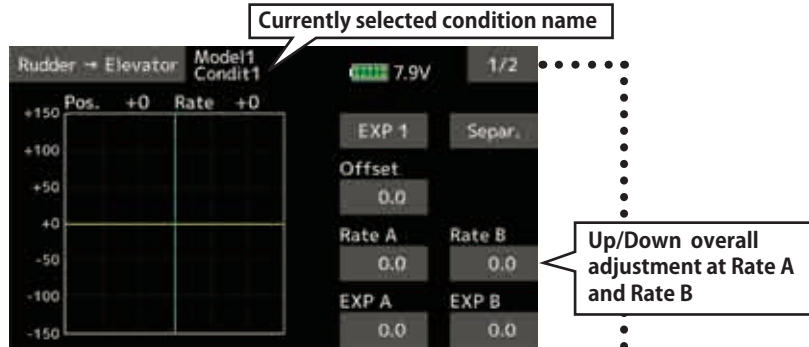 Currently selected condition name
Rudder → Elevator
Model1
Condit1
7.9V
1/2
Pos. +0 Rate +0
+150
+100
+50
+0
-50
-100
-150
EXP 1
Separ.
Offset
0.0
Rate A
Rate B
0.0
0.0
EXP A
EXP B
0.0
0.0
Up/Down overall
adjustment at Rate A
and Rate B